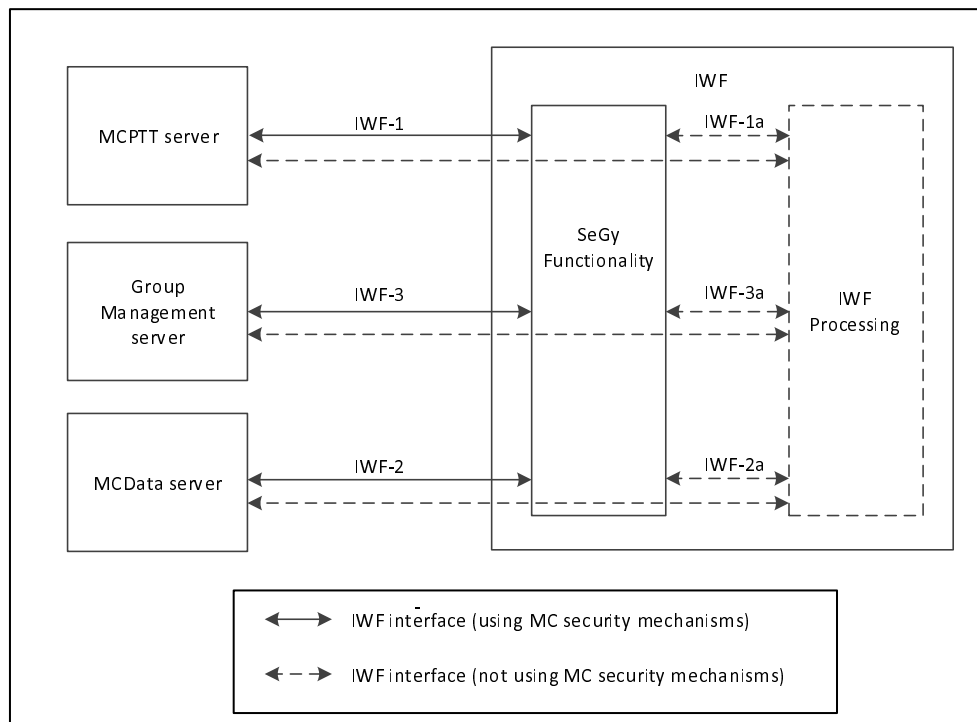 IWF
MCPTT server
IWF-1
IWF-1a
SeGy
Functionality
Group
Management
server
IWF-3
IWF-3a
IWF
Processing
MCData server
IWF-2
IWF-2a
IWF interface (using MC security mechanisms)
IWF interface (not using MC security mechanisms)